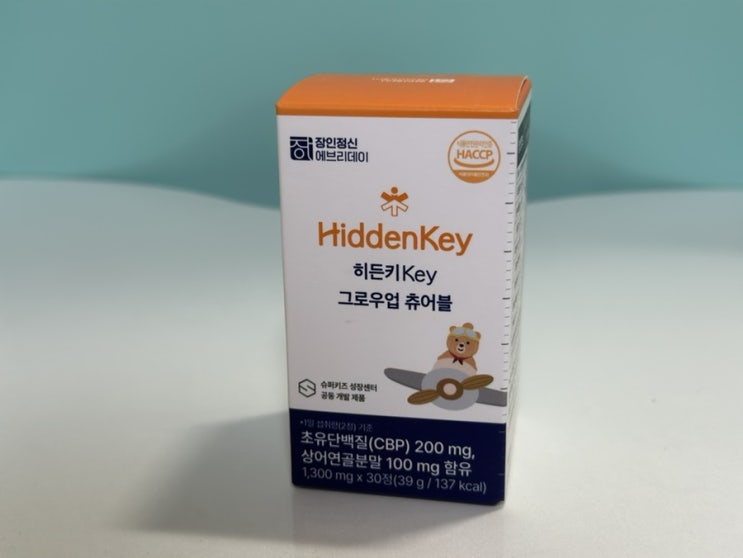 장인정신
에브리데이
HACCP
HiddenKey
히든키Key
그로우업 츄어블
슈퍼키즈 성장센터
공동 개발 제품
•1일 섭취량(2정) 기준
초유단백질(CBP) 200 mg,
상어연골분말 100 mg 함유
1,300 mg x 30정(39 g / 137 kcal)